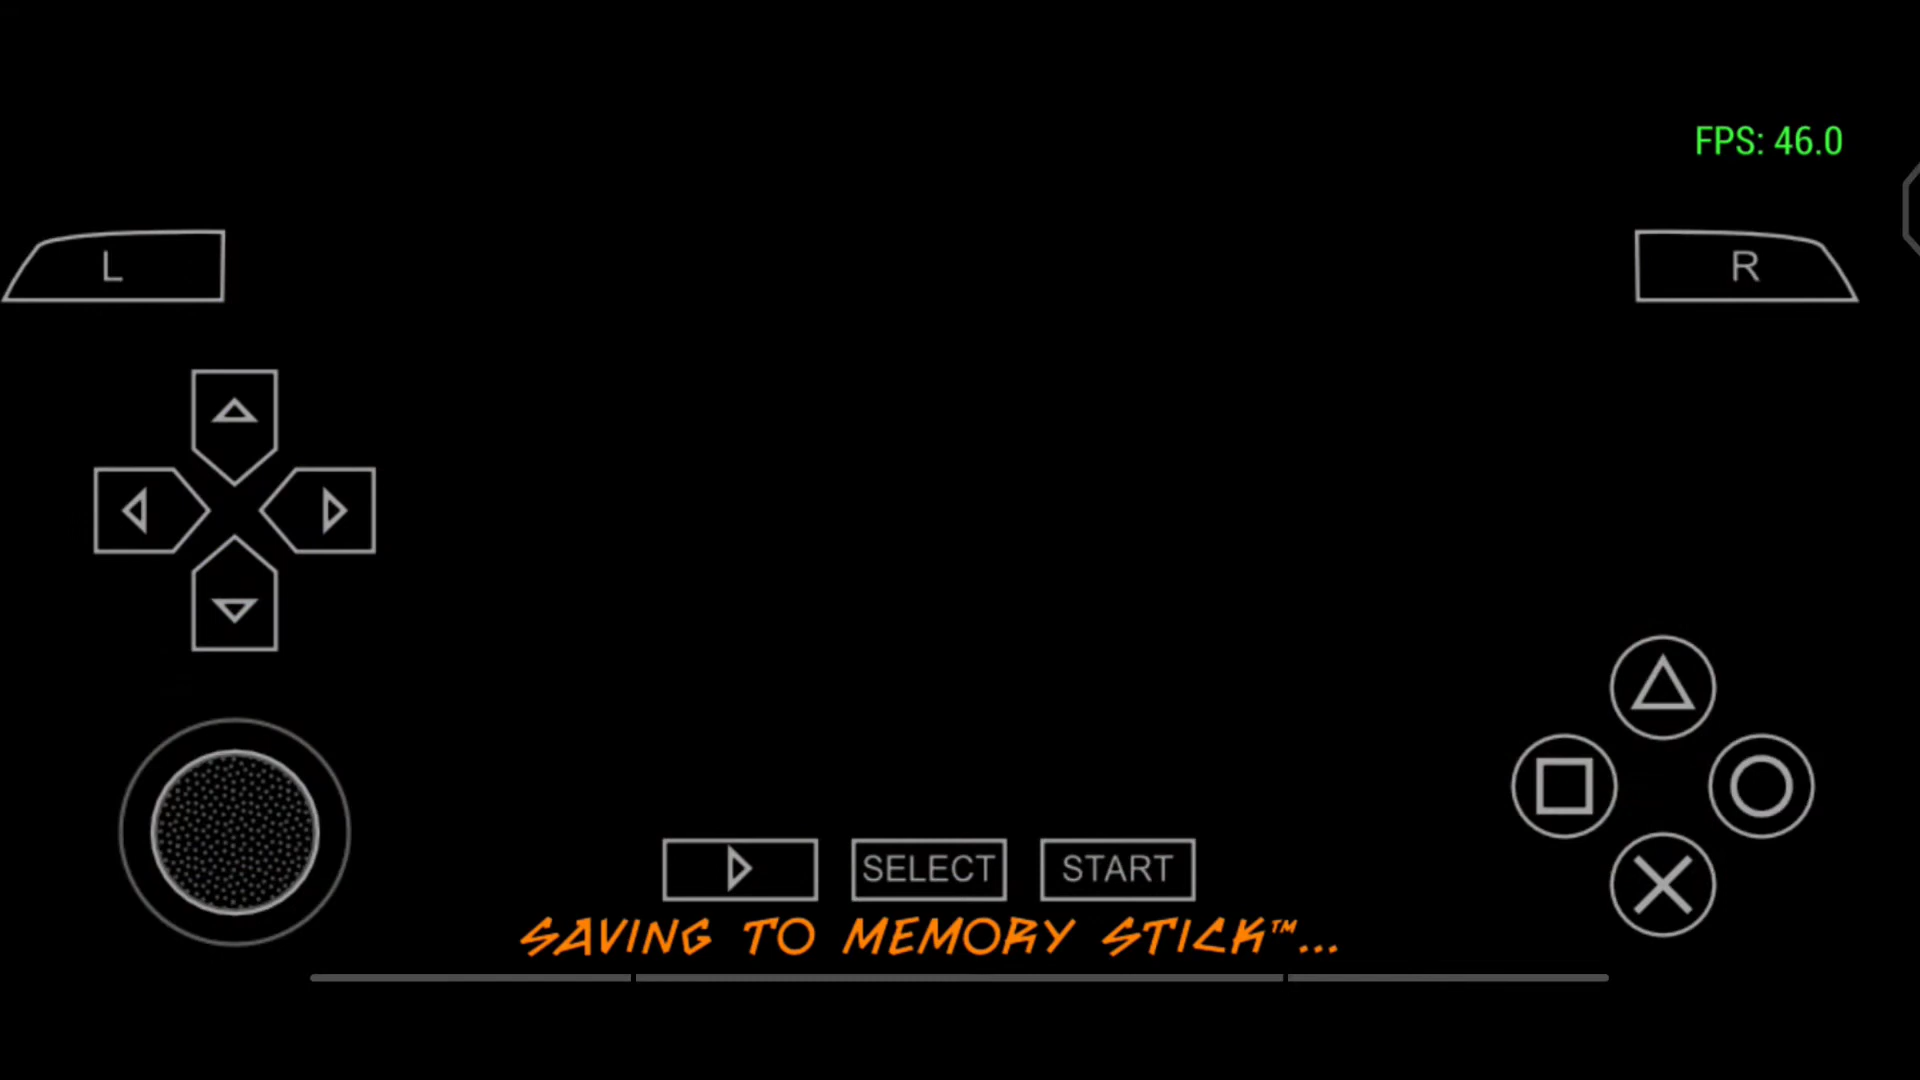 FPS: 46.0
L
R
SELECT
START
SAVING TO MEMORY STICK™...